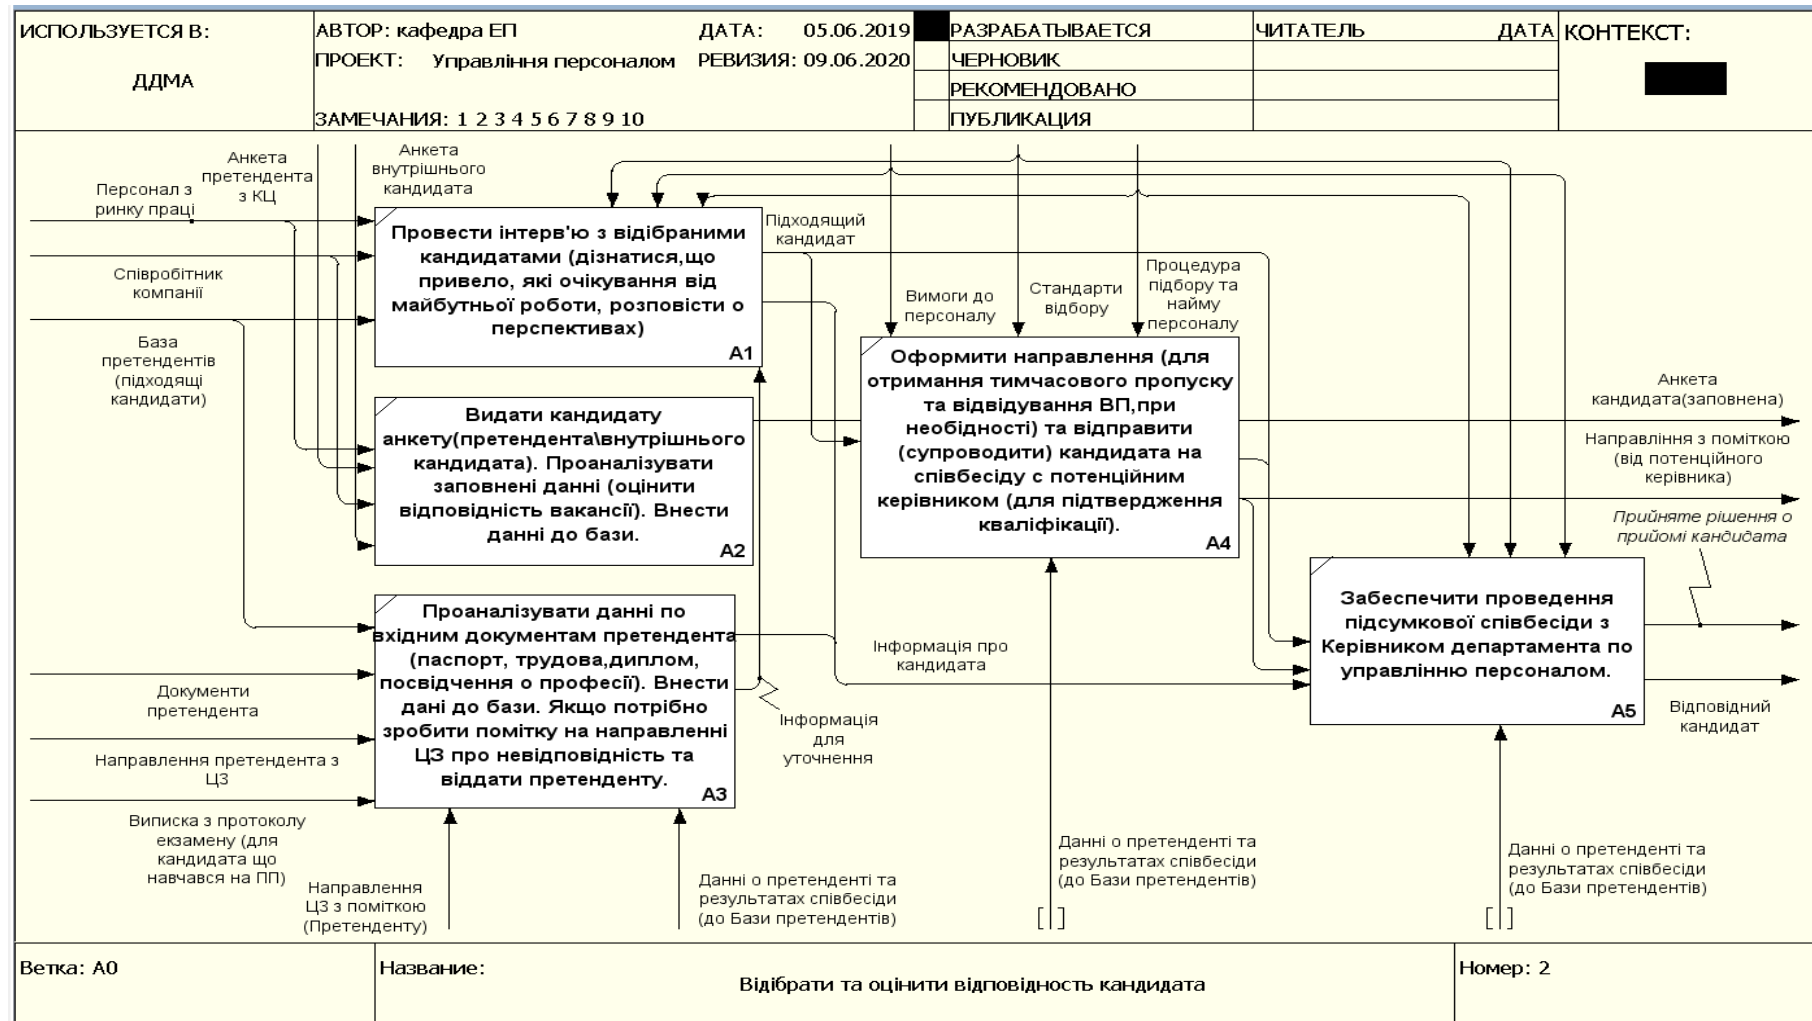 ИСПОЛЬЗУЕТСЯ В:
ДДМА
АВТОР: кафедра ЕП
ДАТА: 05.06.2019
ПРОЕКТ: Управління персоналом
РЕВИЗИЯ: 09.06.2020
ЗАМЕЧАНИЯ: 1 2 3 4 5 6 7 8 9 10
РАЗРАБАТЫВАЕТСЯ
ЧЕРНОВИК
РЕКОМЕНДОВАНО
ПУБЛИКАЦИЯ
ЧИТАТЕЛЬ
ДАТА
КОНТЕКСТ:
Анкета
претендента
з КЦ
Анкета
внутрішнього
кандидата
Персонал з
ринку праці
Співробітник
компанії
База
претендентів
(підходящі
кандидати)
Провести інтерв'ю з відібраними
кандидатами (дізнатися,що
привело, які очікування від
майбутньої роботи, розповісти о
перспективах)
A1
Підходящий
кандидат
Вимоги до
персоналу
Стандарти
відбору
Процедура
підбору та
найму
персоналу
Видати кандидату
анкету(претендента\внутрішнього
кандидата). Проаналізувати
заповнені данні (оцінити
відповідність вакансії). Внести
данні до бази.
A2
Оформити направлення (для
отримання тимчасового пропуску
та відвідування ВП,при
необідності) та відправити
(супроводити) кандидата на
співбесіду с потенційним
керівником (для підтвердження
кваліфікації).
A4
Анкета
кандидата(заповнена)
Направління з поміткою
(від потенційного
керівника)
Прийняте рішення о
прийомі кандидата
Проаналізувати данні по
вхідним документам претендента
(паспорт, трудова,диплом,
посвідчення о професії). Внести
дані до бази. Якщо потрібно
зробити помітку на направленні
ЦЗ про невідповідність та
віддати претенденту.
A3
Інформація про
кандидата
Інформація
для
уточнення
Забеспечити проведення
підсумкової співбесіди з
Керівником департамента по
управлінню персоналом.
A5
Відповідний
кандидат
Документи
претендента
Направлення претендента з
ЦЗ
Виписка з протоколу
екзамену (для
кандидата що
навчався на ПП)
Направлення
ЦЗ з поміткою
(Претенденту)
Данні о претенденті та
результатах співбесіди
(до Бази претендентів)
Данні о претенденті та
результатах співбесіди
(до Бази претендентів)
Данні о претенденті та
результатах співбесіди
(до Бази претендентів)
[ ]
[ ]
Ветка: A0
Название:
Відібрати та оцінити відповідность кандидата
Номер: 2